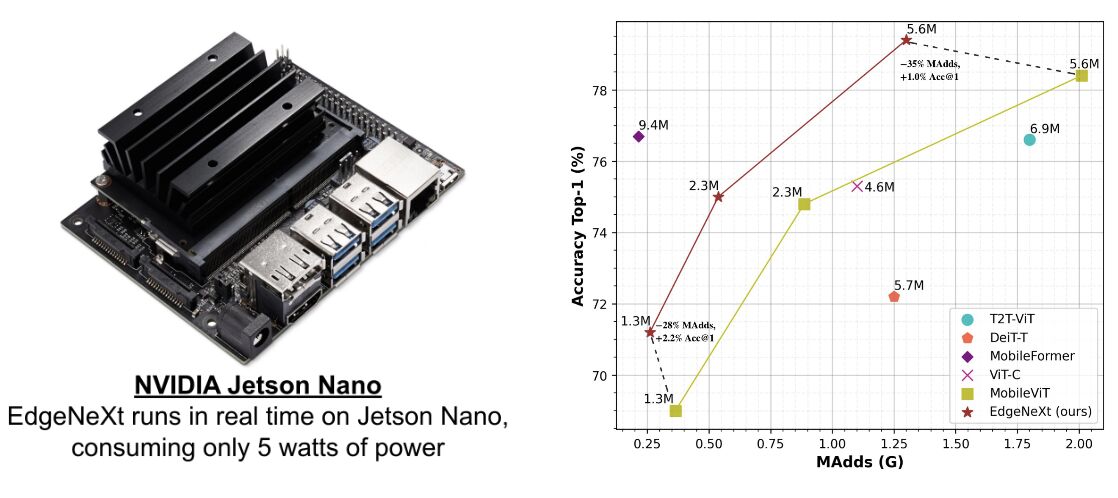 NVIDIA Jetson Nano
EdgeNeXt runs in real time on Jetson Nano,
consuming only 5 watts of power
Accuracy Top-1 (%)
78
76
74
72
70
5.6M
−35% MAdds,
+1.0% Acc@1
5.6M
9.4M
6.9M
2.3M
2.3M
4.6M
5.7M
1.3M
−28% MAdds,
+2.2% Acc@1
1.3M
T2T-ViT
DeiT-T
MobileFormer
ViT-C
MobileViT
EdgeNeXt (ours)
0.25 0.50 0.75 1.00 1.25 1.50 1.75 2.00
MAdds (G)